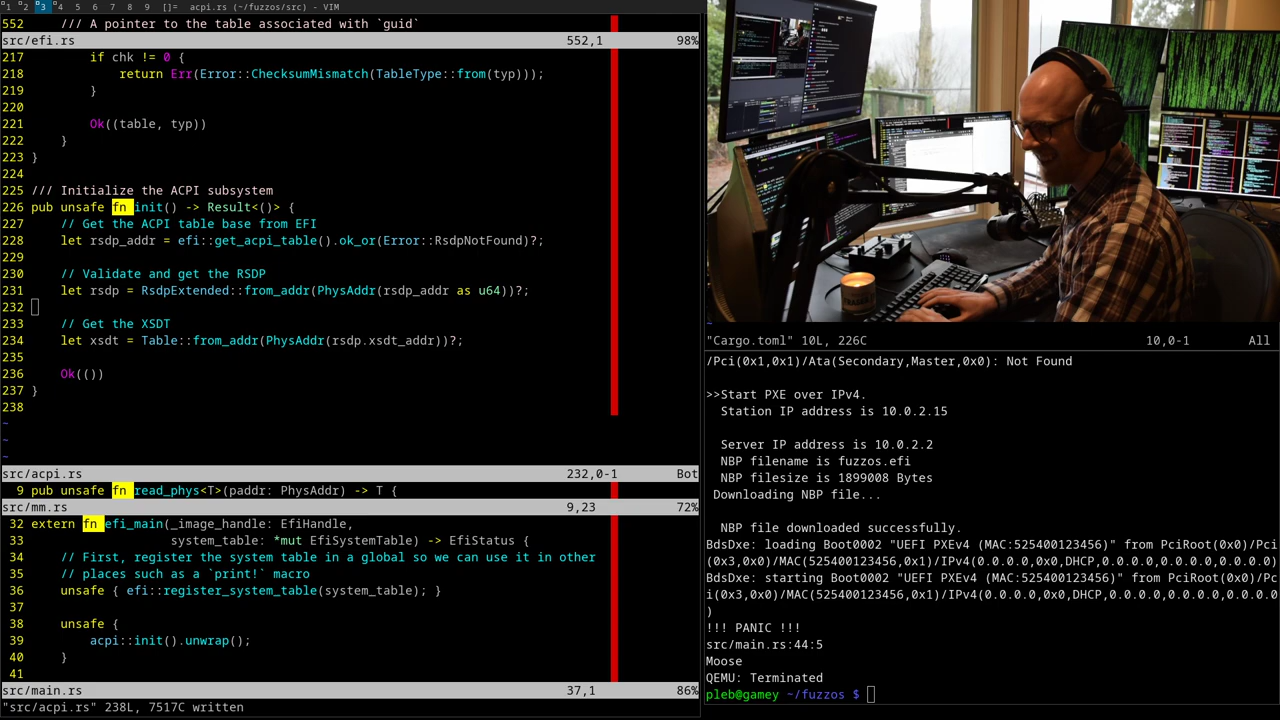 1 2 3 4 5 6 7 8 9 []= acpi.rs (~/fuzzos/src) - VIM
552     /// A pointer to the table associated with `guid`
src/efi.rs 552,1 98%
217         if chk != 0 {
218             return Err(Error::ChecksumMismatch(TableType::from(typ)));
219         }
220
221         Ok((table, typ))
222     }
223 }
224
225 /// Initialize the ACPI subsystem
226 pub unsafe fn init() -> Result<()> {
227     // Get the ACPI table base from EFI
228     let rsdp_addr = efi::get_acpi_table().ok_or(Error::RsdpNotFound)?;
229
230     // Validate and get the RSDP
231     let rsdp = RsdpExtended::from_addr(PhysAddr(rsdp_addr as u64))?;
232
233     // Get the XSDT
234     let xsdt = Table::from_addr(PhysAddr(rsdp.xsdt_addr))?;
235
236     Ok(())
237 }
238
~
~
~
src/acpi.rs 232,0-1 Bot
9 pub unsafe fn read_phys<T>(paddr: PhysAddr) -> T {
src/mm.rs 9,23 72%
32 extern fn efi_main(_image_handle: EfiHandle,
33                    system_table: *mut EfiSystemTable) -> EfiStatus {
34     // First, register the system table in a global so we can use it in other
35     // places such as a `print!` macro
36     unsafe { efi::register_system_table(system_table); }
37
38     unsafe {
39         acpi::init().unwrap();
40     }
41
src/main.rs 37,1 86%
"src/acpi.rs" 238L, 7517C written
~
"Cargo.toml" 10L, 226C 10,0-1 All
/Pci(0x1,0x1)/Ata(Secondary,Master,0x0): Not Found
>>Start PXE over IPv4.
Station IP address is 10.0.2.15
Server IP address is 10.0.2.2
NBP filename is fuzzos.efi
NBP filesize is 1899008 Bytes
Downloading NBP file...
NBP file downloaded successfully.
BdsDxe: loading Boot0002 "UEFI PXEv4 (MAC:525400123456)" from PciRoot(0x0)/Pci
(0x3,0x0)/MAC(525400123456,0x1)/IPv4(0.0.0.0,0x0,DHCP,0.0.0.0,0.0.0.0,0.0.0.0)
BdsDxe: starting Boot0002 "UEFI PXEv4 (MAC:525400123456)" from PciRoot(0x0)/Pc
i(0x3,0x0)/MAC(525400123456,0x1)/IPv4(0.0.0.0,0x0,DHCP,0.0.0.0,0.0.0.0,0.0.0.0
)
!!! PANIC !!!
src/main.rs:44:5
Moose
QEMU: Terminated
pleb@gamey ~/fuzzos $